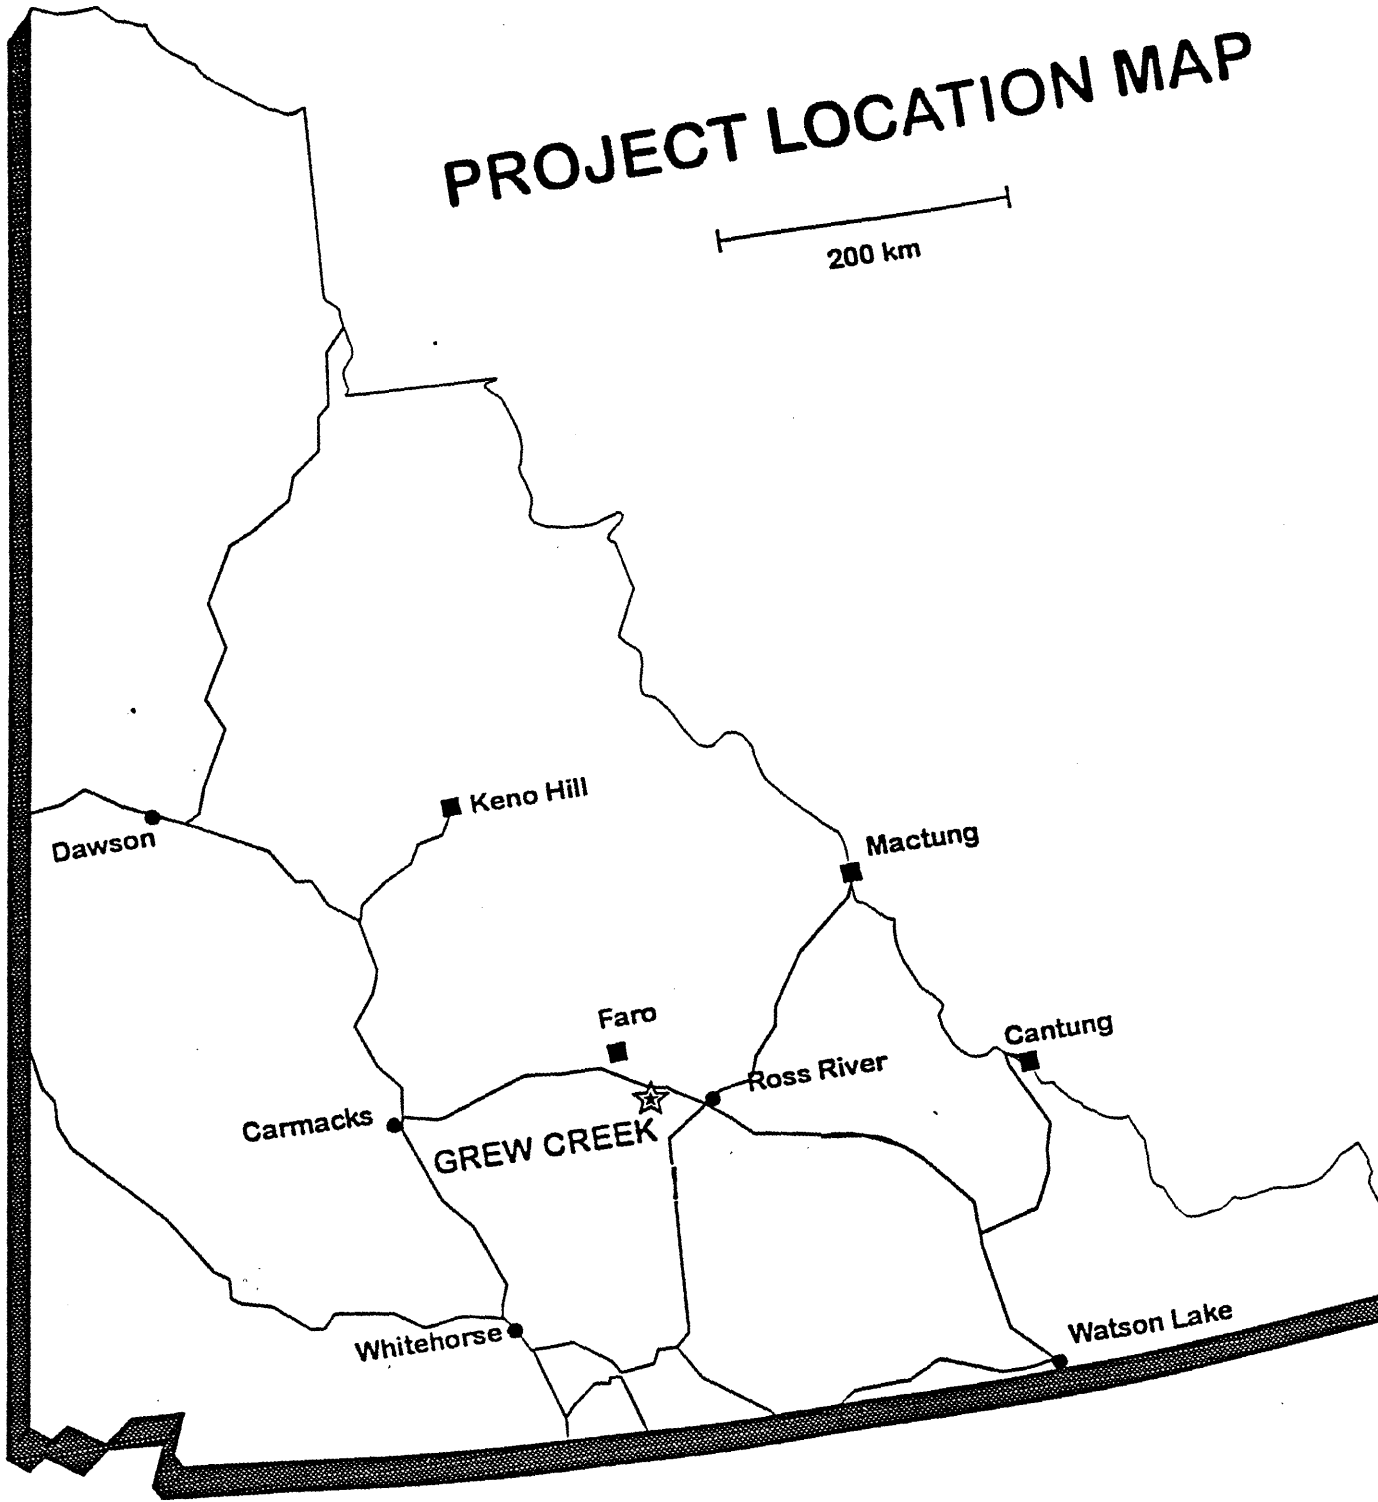 PROJECT LOCATION MAP
200 km
Keno Hill
Dawson
Mactung
Faro
Cantung
Ross River
Carmacks
GREW CREEK
Whitehorse
Watson Lake